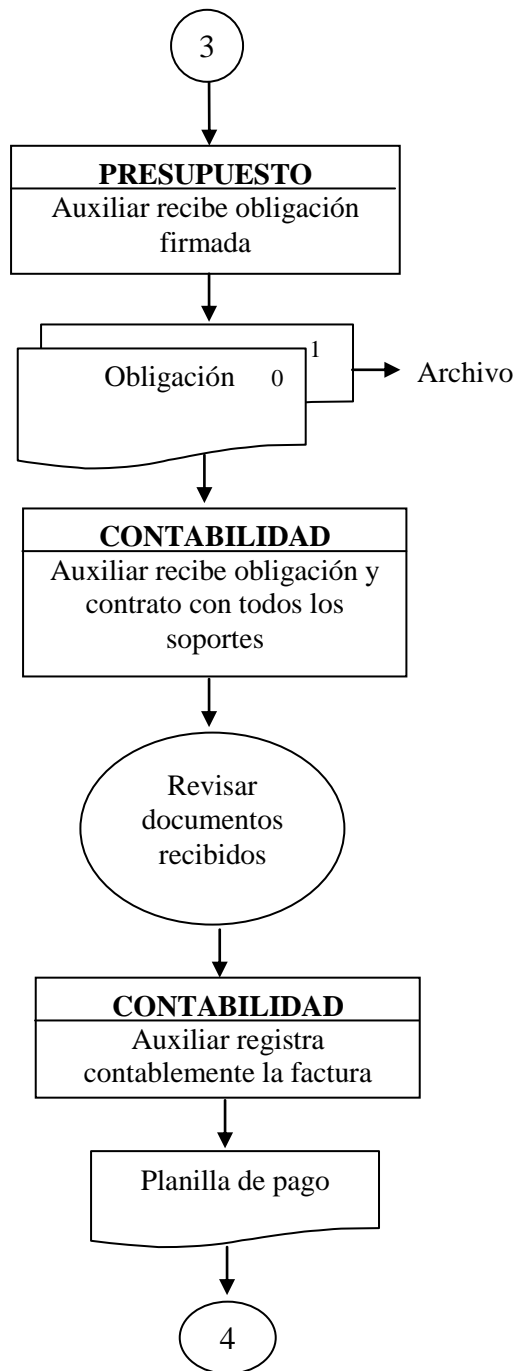 3
PRESUPUESTO
Auxiliar recibe obligación
firmada
1
Obligación 0
Archivo
CONTABILIDAD
Auxiliar recibe obligación y
contrato con todos los
soportes
Revisar
documentos
recibidos
CONTABILIDAD
Auxiliar registra
contablemente la factura
Planilla de pago
4